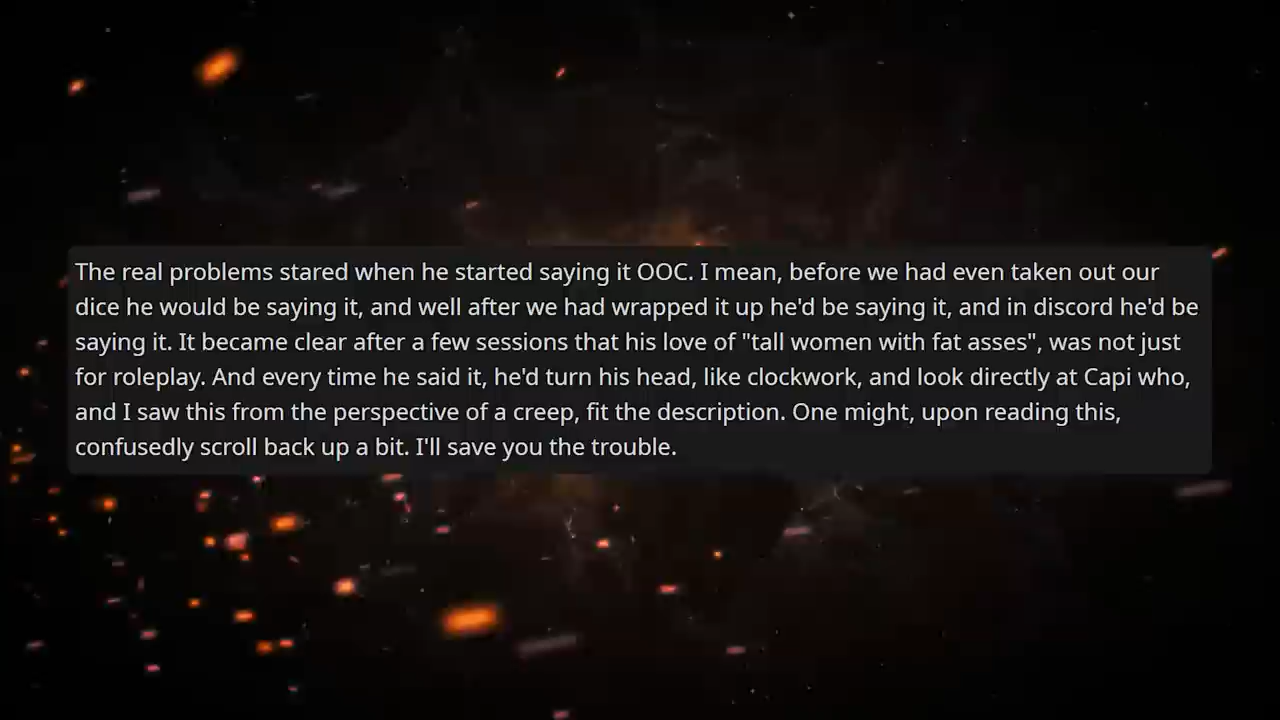 The real problems stared when he started saying it OOC. I mean, before we had even taken out our
dice he would be saying it, and well after we had wrapped it up he'd be saying it, and in discord he'd be
saying it. It became clear after a few sessions that his love of "tall women with fat asses", was not just
for roleplay. And every time he said it, he'd turn his head, like clockwork, and look directly at Capi who,
and I saw this from the perspective of a creep, fit the description. One might, upon reading this,
confusedly scroll back up a bit. I'll save you the trouble.